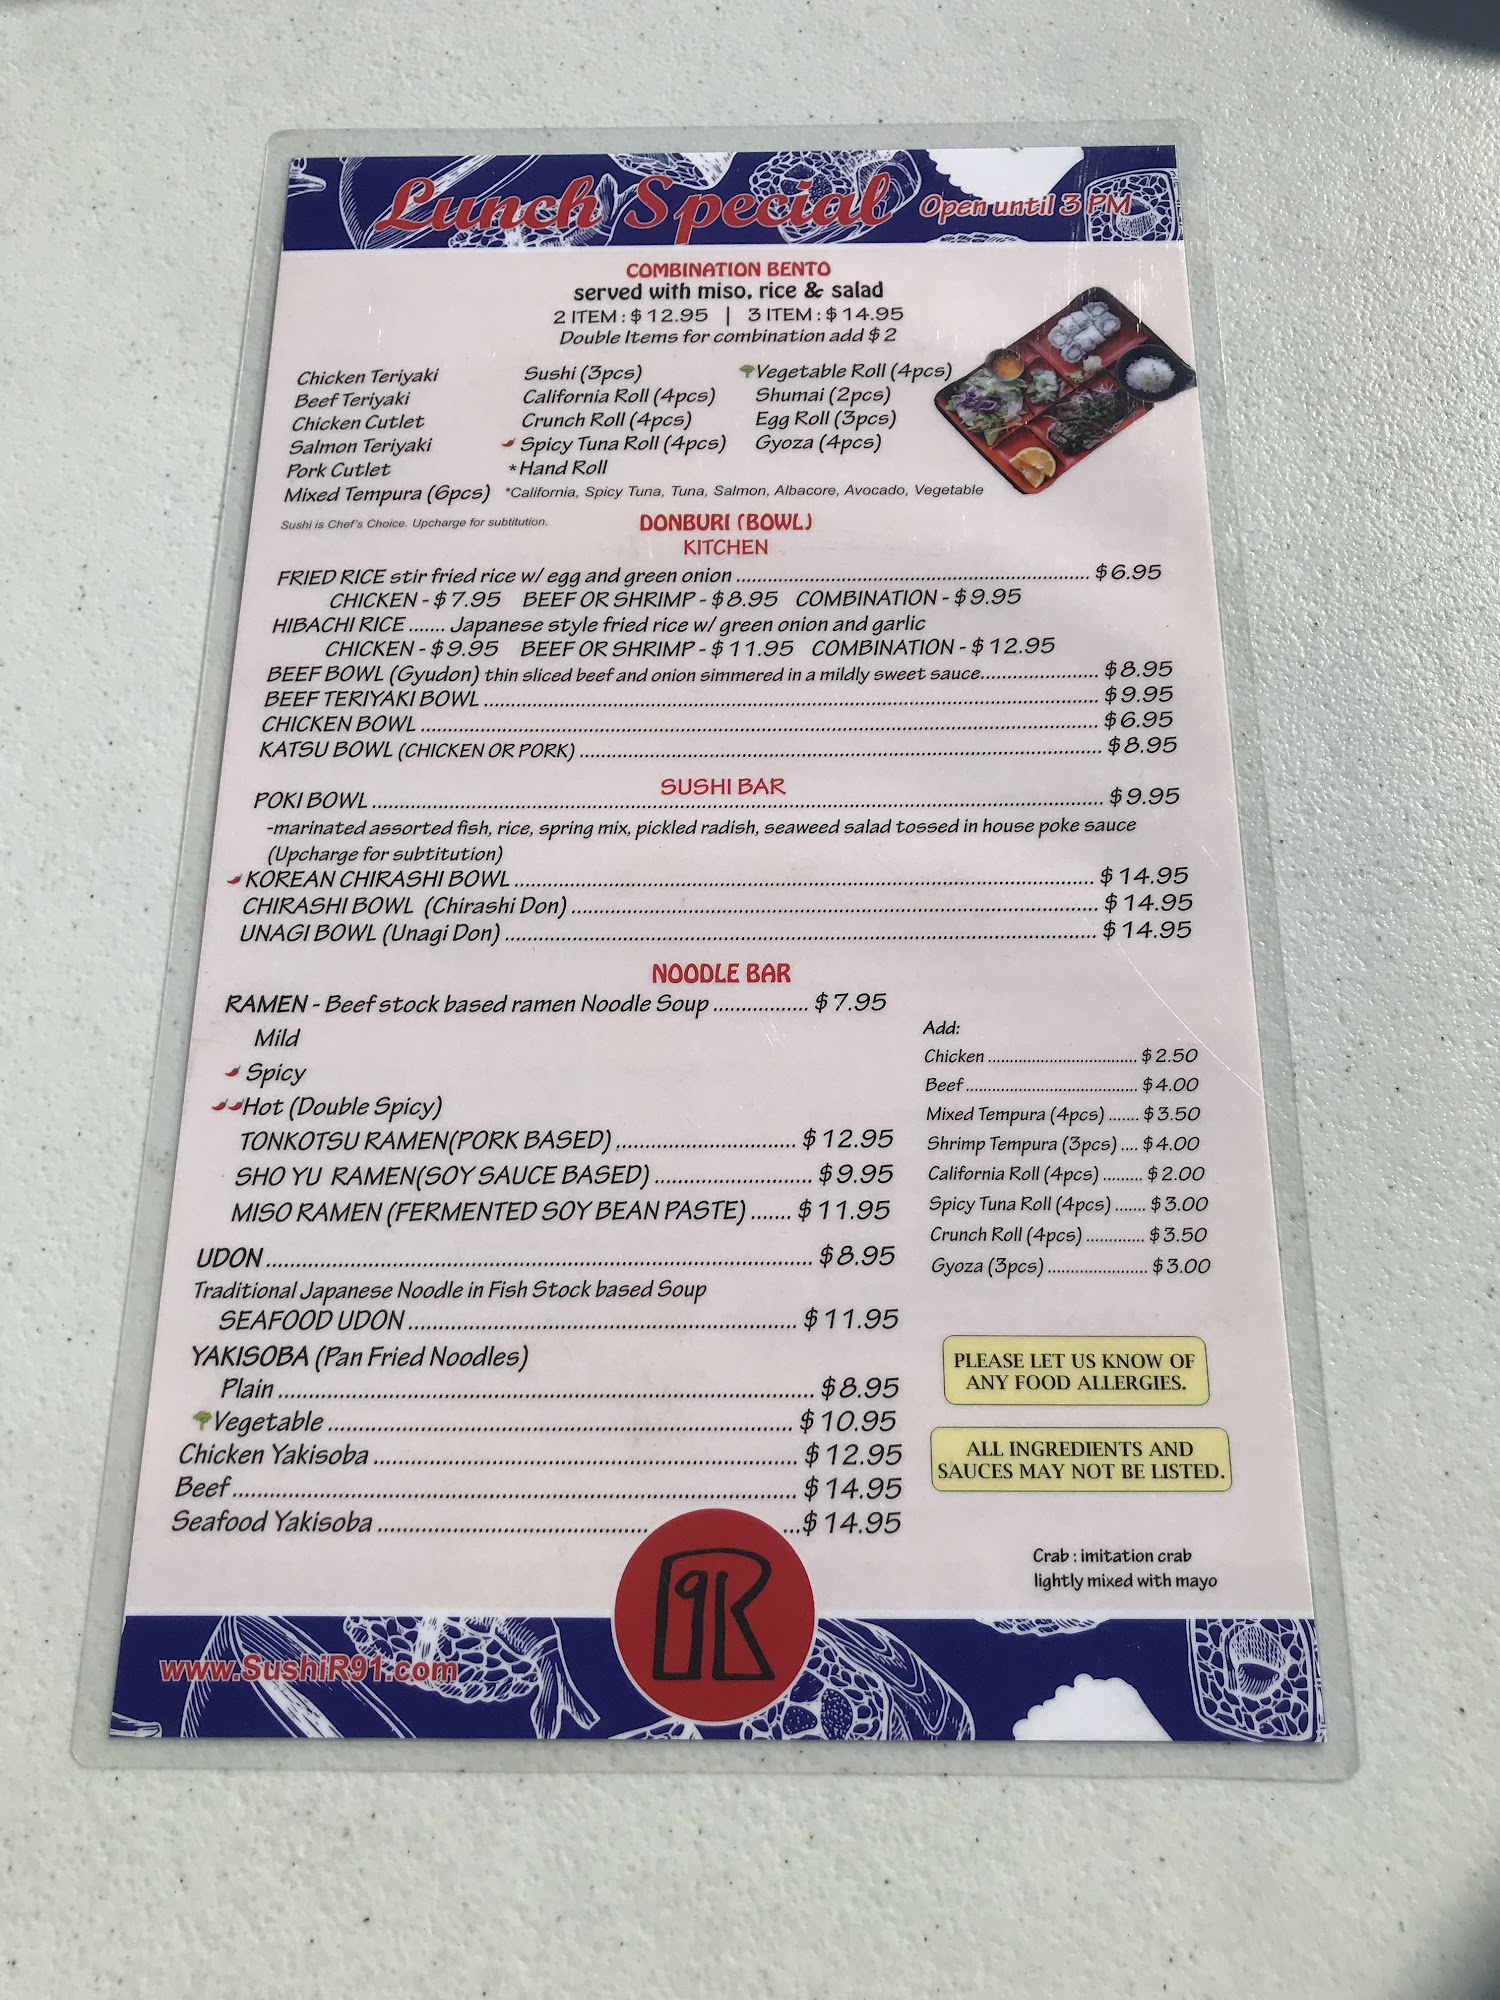 Lunch Special Open until 3 PM
COMBINATION BENTO
served with miso, rice & salad
2 ITEM : $12.95 | 3 ITEM : $14.95
Double Items for combination add $2
Chicken Teriyaki
Beef Teriyaki
Chicken Cutlet
Salmon Teriyaki
Pork Cutlet
Mixed Tempura (6pcs)
Sushi (3pcs)
California Roll (4pcs)
Crunch Roll (4pcs)
Spicy Tuna Roll (4pcs)
*Hand Roll
Vegetable Roll (4pcs)
Shumai (2pcs)
Egg Roll (3pcs)
Gyoza (4pcs)
*California, Spicy Tuna, Tuna, Salmon, Albacore, Avocado, Vegetable
Sushi is Chef's Choice. Upcharge for subtitution.
DONBURI (BOWL)
KITCHEN
FRIED RICE stir fried rice w/ egg and green onion ........ $6.95
CHICKEN - $7.95 BEEF OR SHRIMP - $8.95 COMBINATION - $9.95
HIBACHI RICE ....... Japanese style fried rice w/ green onion and garlic
CHICKEN - $9.95 BEEF OR SHRIMP - $11.95 COMBINATION - $12.95
BEEF BOWL (Gyudon) thin sliced beef and onion simmered in a mildly sweet sauce........ $8.95
BEEF TERIYAKI BOWL ........ $9.95
CHICKEN BOWL ........ $6.95
KATSU BOWL (CHICKEN OR PORK) ........ $8.95
SUSHI BAR
POKI BOWL ........ $9.95
-marinated assorted fish, rice, spring mix, pickled radish, seaweed salad tossed in house poke sauce
(Upcharge for subtitution)
KOREAN CHIRASHI BOWL ........ $14.95
CHIRASHI BOWL (Chirashi Don) ........ $14.95
UNAGI BOWL (Unagi Don) ........ $14.95
NOODLE BAR
RAMEN - Beef stock based ramen Noodle Soup ........ $7.95
Mild
Spicy
Hot (Double Spicy)
TONKOTSU RAMEN(PORK BASED) ........ $12.95
SHO YU RAMEN(SOY SAUCE BASED) ........ $9.95
MISO RAMEN (FERMENTED SOY BEAN PASTE) ....... $11.95
UDON ........ $8.95
Traditional Japanese Noodle in Fish Stock based Soup
SEAFOOD UDON ........ $11.95
YAKISOBA (Pan Fried Noodles)
Plain ........ $8.95
Vegetable ........ $10.95
Chicken Yakisoba ........ $12.95
Beef ........ $14.95
Seafood Yakisoba ........ $14.95
Add:
Chicken ........ $2.50
Beef ........ $4.00
Mixed Tempura (4pcs) ....... $3.50
Shrimp Tempura (3pcs) .... $4.00
California Roll (4pcs) ......... $2.00
Spicy Tuna Roll (4pcs) ....... $3.00
Crunch Roll (4pcs) ............. $3.50
Gyoza (3pcs) ........ $3.00
PLEASE LET US KNOW OF
ANY FOOD ALLERGIES.
ALL INGREDIENTS AND
SAUCES MAY NOT BE LISTED.
Crab : imitation crab
lightly mixed with mayo
www.SushiR91.com